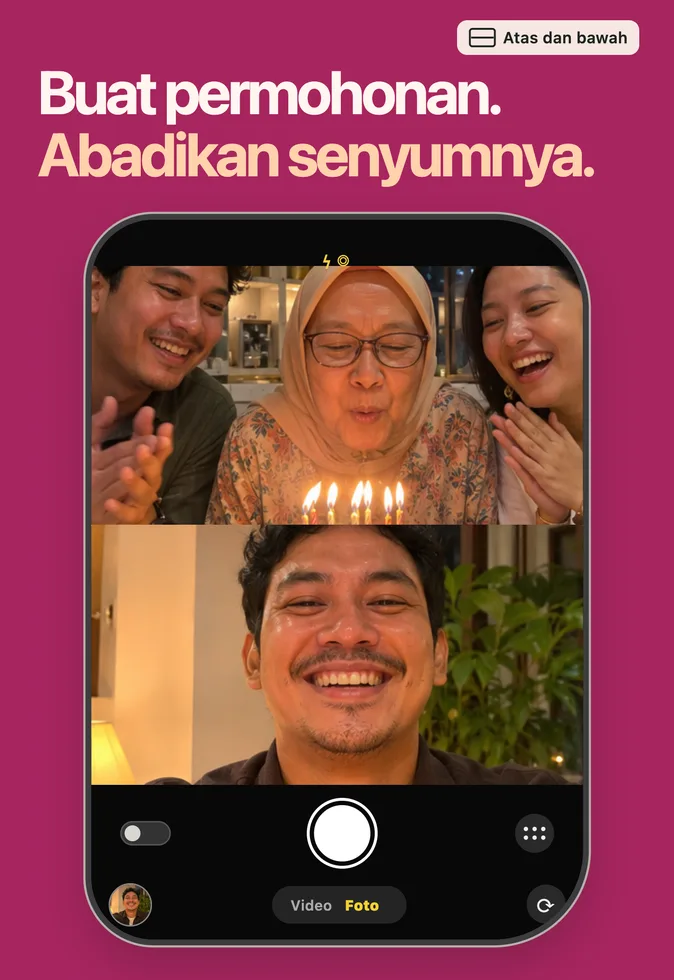 Atas dan bawah
Buat permohonan.
Abadikan senyumnya.
Video Foto